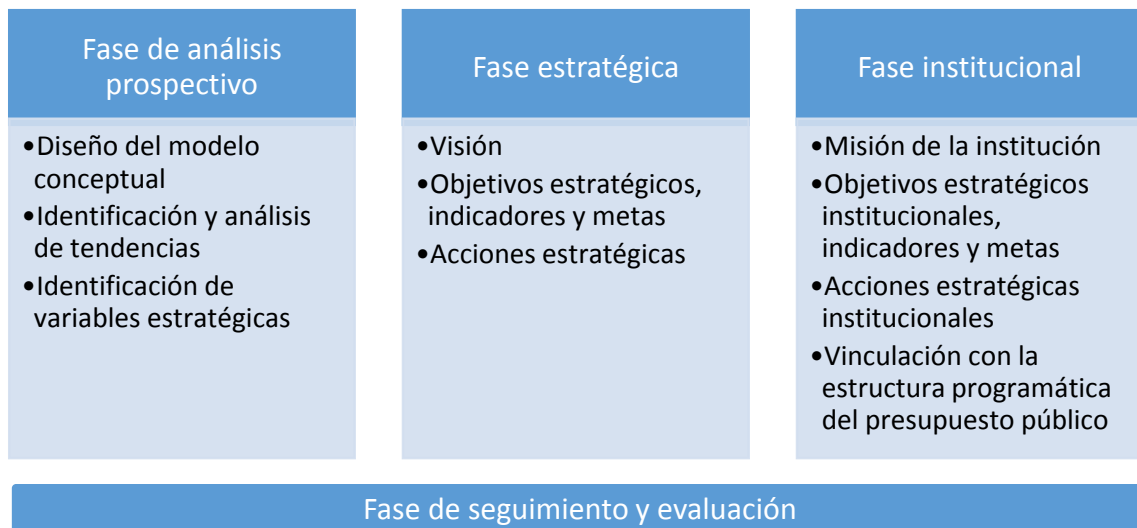 Fase de análisis
prospectivo
•Diseño del modelo
conceptual
•Identificación y análisis
de tendencias
•Identificación de
variables estratégicas
Fase estratégica
•Visión
•Objetivos estratégicos,
indicadores y metas
•Acciones estratégicas
Fase institucional
•Misión de la institución
•Objetivos estratégicos
institucionales,
indicadores y metas
•Acciones estratégicas
institucionales
•Vinculación con la
estructura programática
del presupuesto público
Fase de seguimiento y evaluación